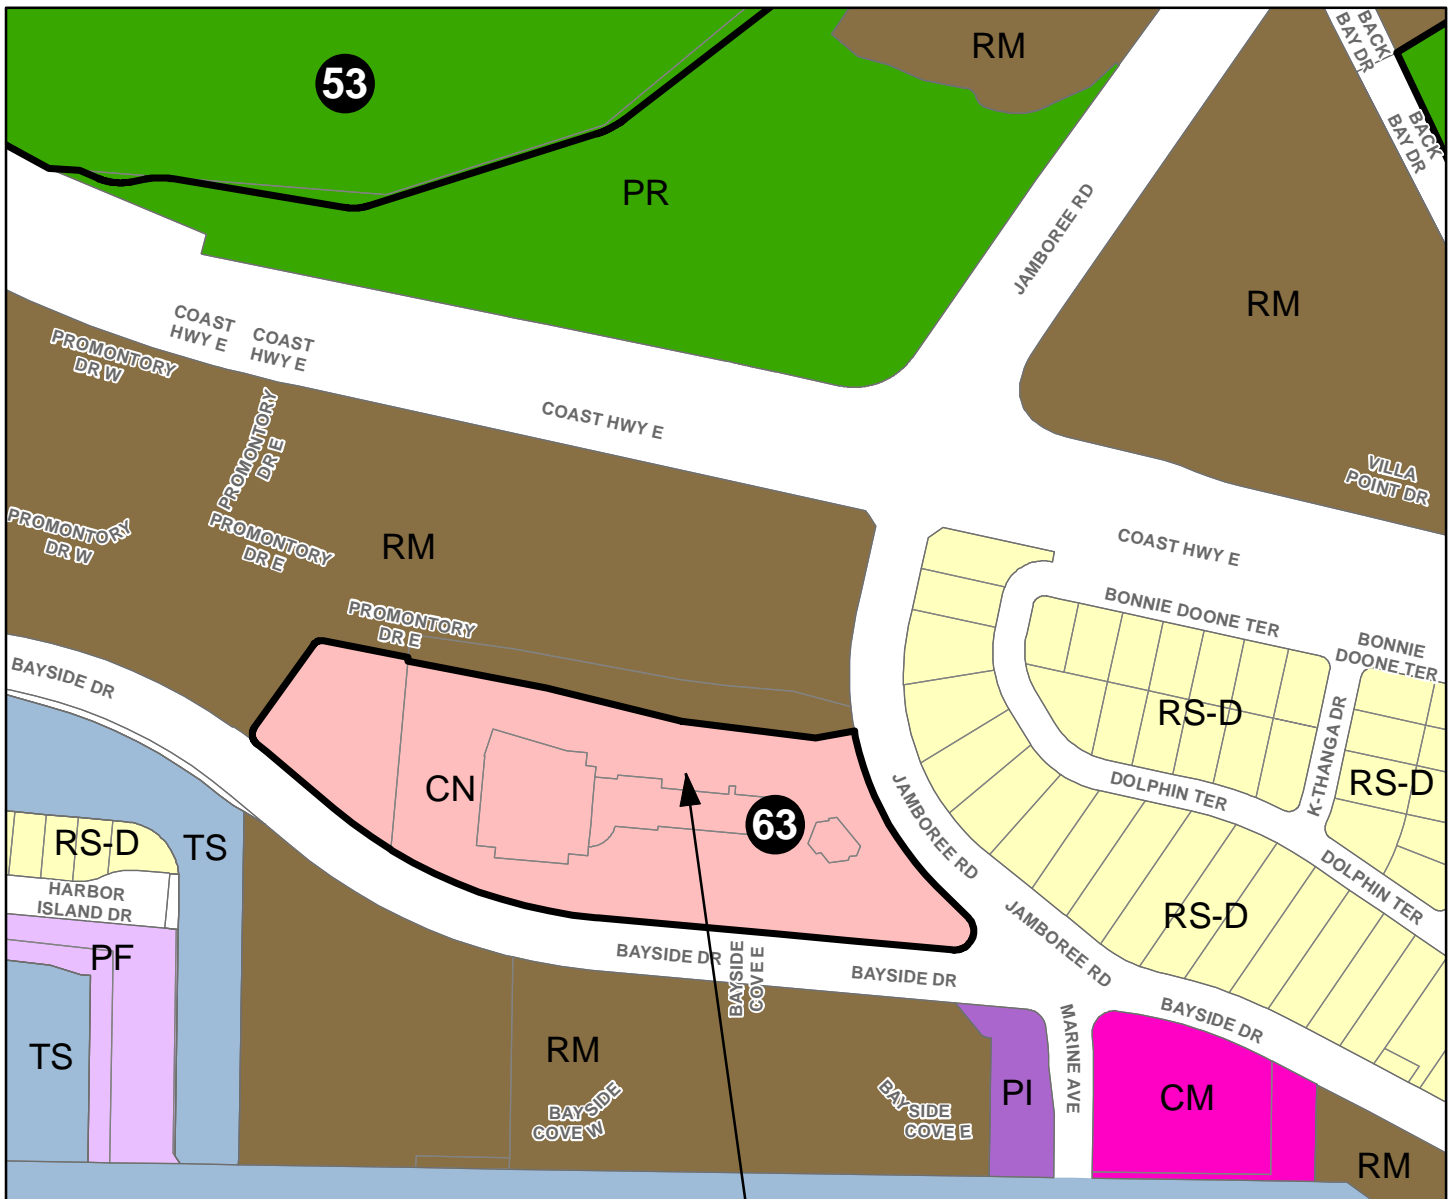 BACK
BAY DR
RM
53
BACK
BAY DR
PR
JAMBOREE RD
RM
COAST
HWY E
COAST
HWY E
PROMONTORY
DR W
COAST HWY E
PROMONTORY
DR E
VILLA
POINT DR
PROMONTORY
DR W
PROMONTORY
DR E
RM
COAST HWY E
BONNIE DOONE TER
PROMONTORY
DR E
BONNIE
DOONE TER
BAYSIDE DR
RS-D
K-THANGA DR
CN
DOLPHIN TER
RS-D
63
JAMBOREE RD
RS-D
TS
DOLPHIN TER
HARBOR
ISLAND DR
RS-D
JAMBOREE RD
PF
BAYSIDE DR
BAYSIDE
COVE E
BAYSIDE DR
BAYSIDE DR
TS
RM
MARINE AVE
PI
CM
BAYSIDE
COVE W
BAYSIDE
COVE E
RM